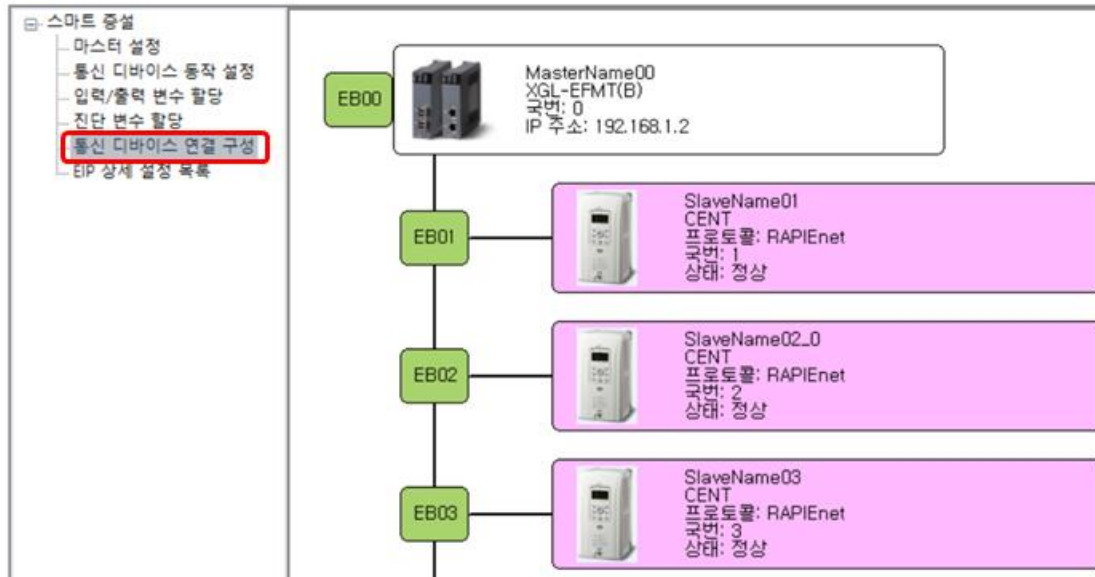 스마트 증설
마스터 설정
통신 디바이스 동작 설정
입력/출력 변수 할당
진단 변수 할당
통신 디바이스 연결 구성
EIP 상세 설정 목록
EB00
MasterName00
XGL-EFMT(B)
국번: 0
IP 주소: 192.168.1.2
EB01
SlaveName01
CENT
프로토콜: RAPIEnet
국번: 1
상태: 정상
EB02
SlaveName02_0
CENT
프로토콜: RAPIEnet
국번: 2
상태: 정상
EB03
SlaveName03
CENT
프로토콜: RAPIEnet
국번: 3
상태: 정상